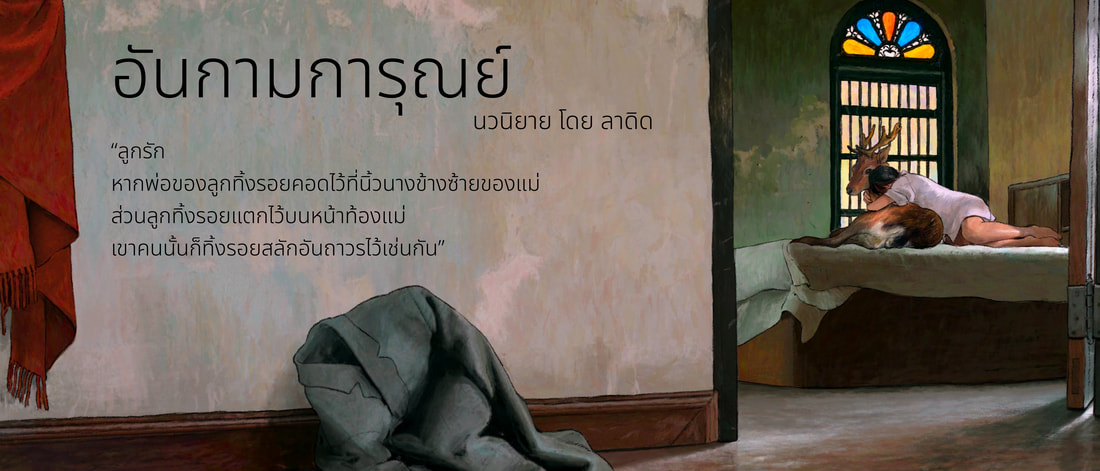 อันกามการุณย์
นวนิยาย โดย ลาดิด
“ลูกรัก
หากพ่อของลูกทิ้งรอยคอดไว้ที่นิ้วนางข้างซ้ายของแม่
ส่วนลูกทิ้งรอยแตกไว้บนหน้าท้องแม่
เขาคนนั้นก็ทิ้งรอยสลักอันถาวรไว้เช่นกัน”